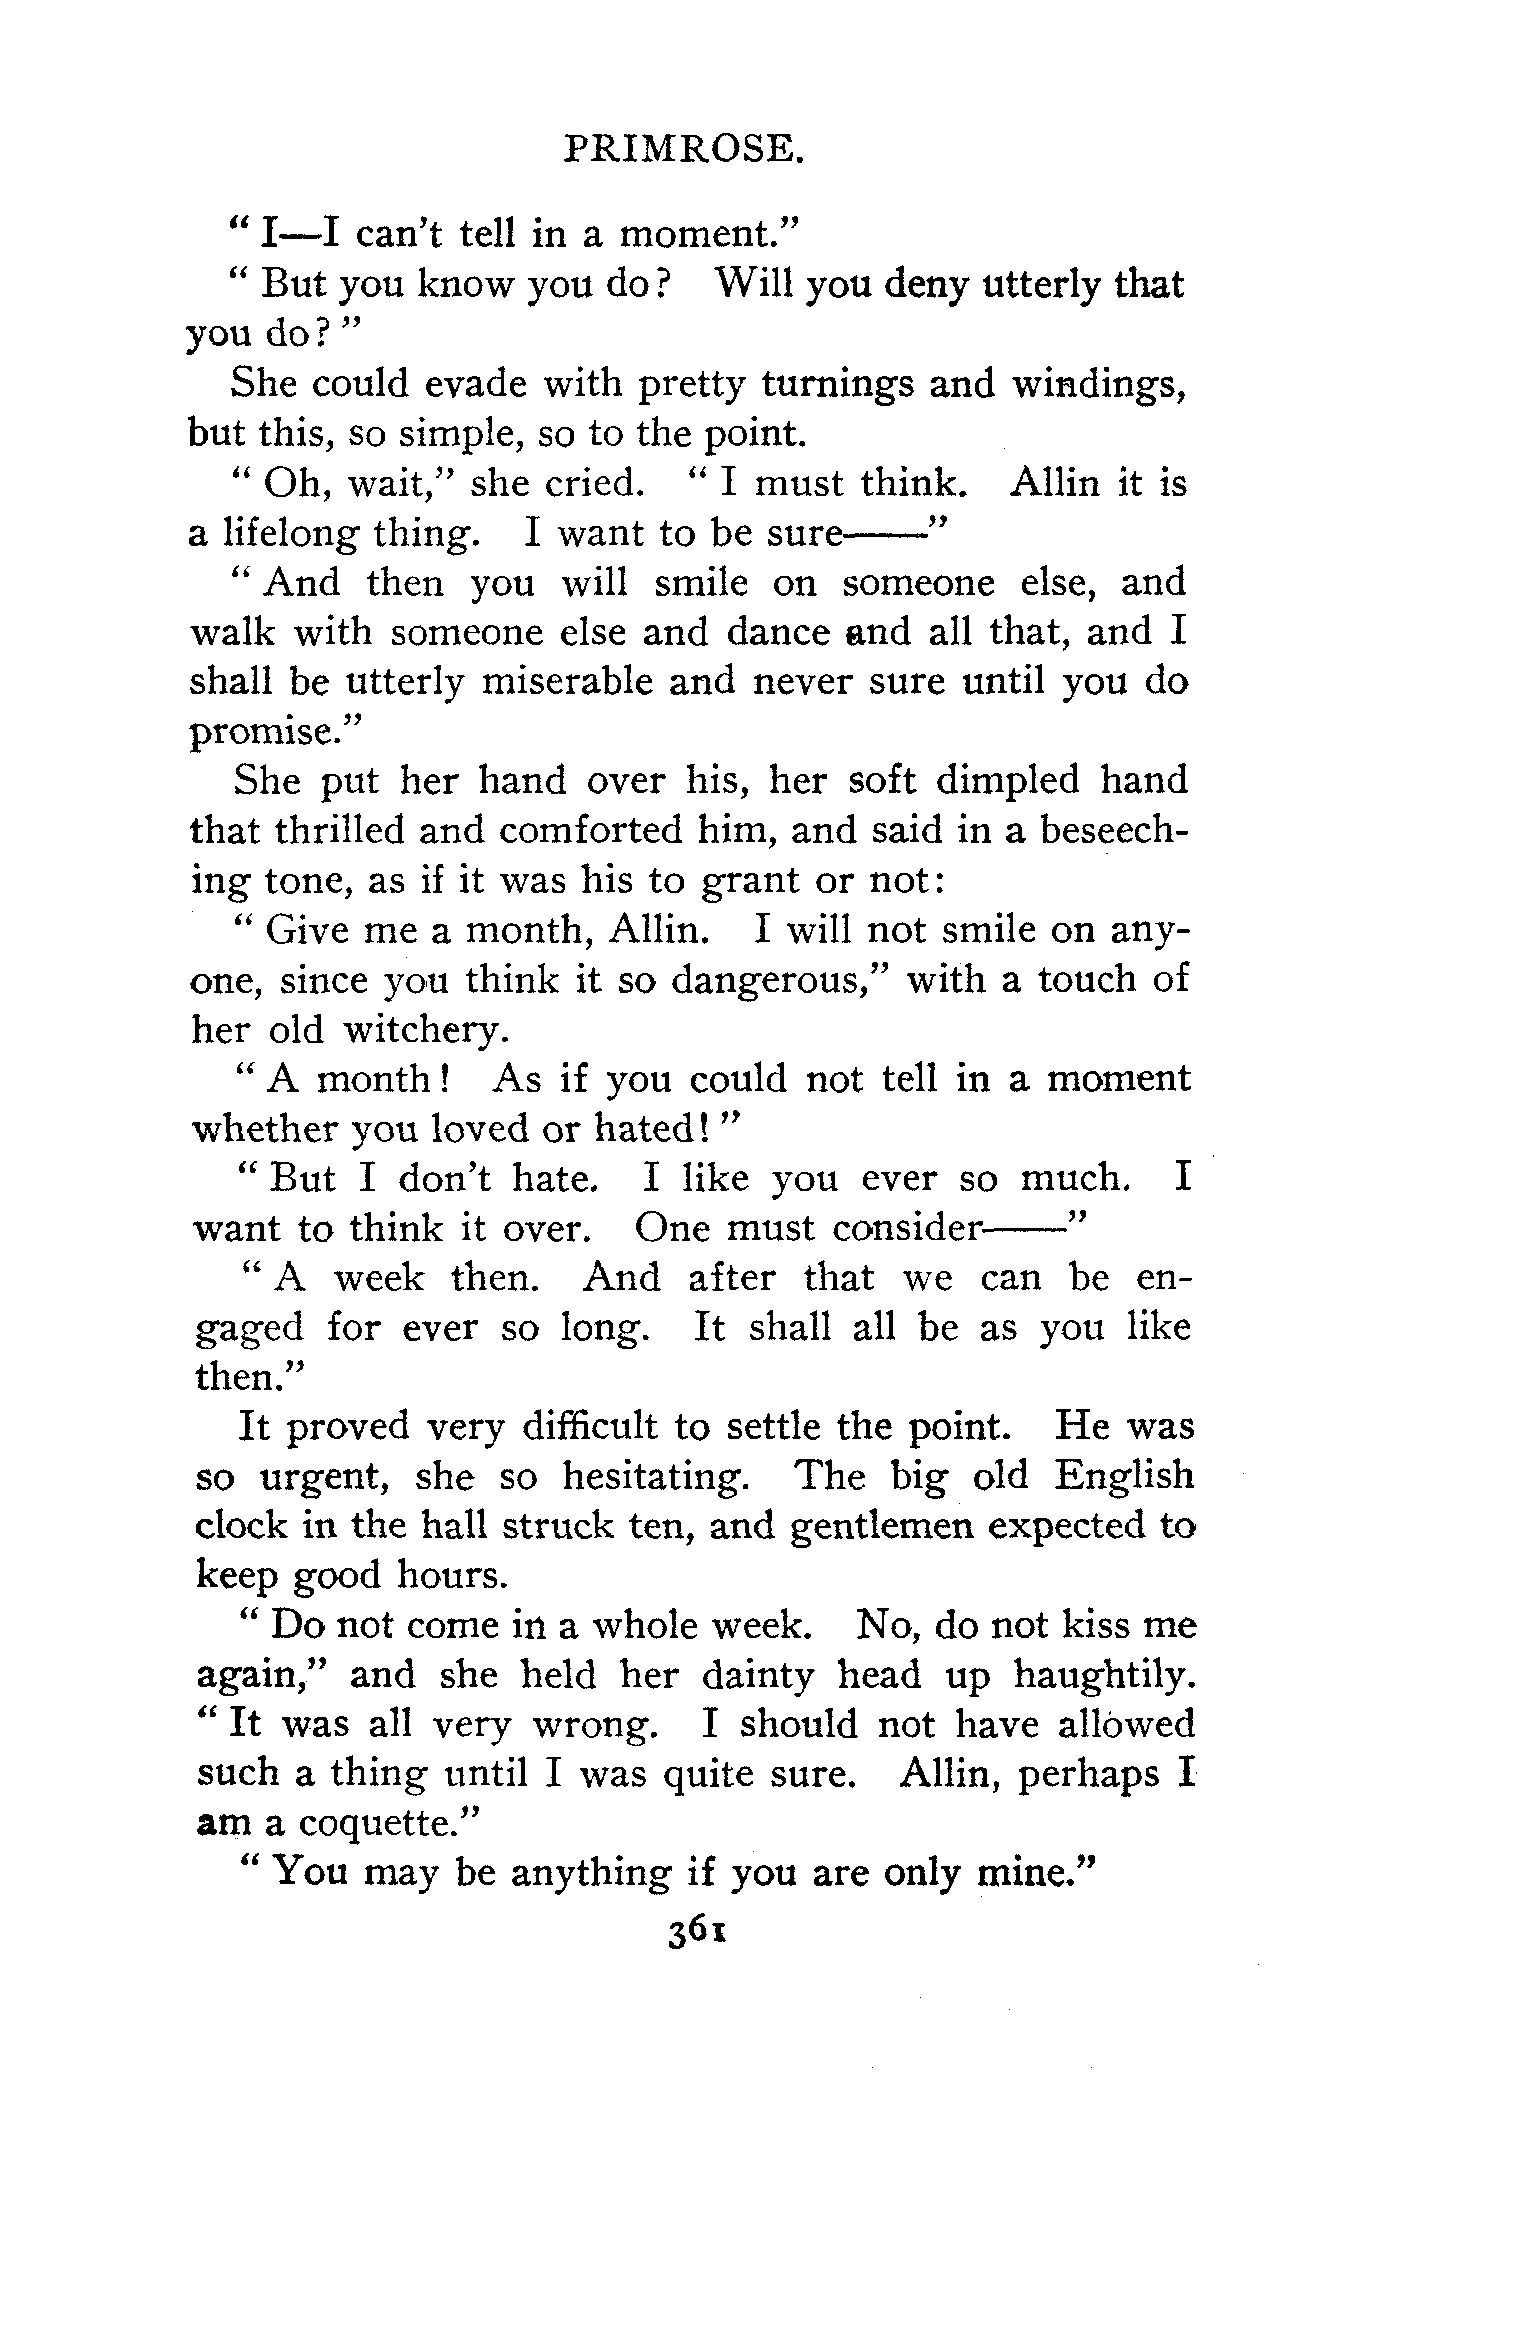 PRIMROSE.
" I—I can't tell in a moment."
" But you know you do? Will you deny utterly that
you do? "
She could evade with pretty turnings and windings,
but this, so simple, so to the point.
" Oh, wait," she cried. " I must think. Allin it is
a lifelong thing. I want to be sure——"
" And then you will smile on someone else, and
walk with someone else and dance and all that, and I
shall be utterly miserable and never sure until you do
promise."
She put her hand over his, her soft dimpled hand
that thrilled and comforted him, and said in a beseech-
ing tone, as if it was his to grant or not:
" Give me a month, Allin. I will not smile on any-
one, since you think it so dangerous," with a touch of
her old witchery.
" A month! As if you could not tell in a moment
whether you loved or hated! "
" But I don't hate. I like you ever so much. I
want to think it over. One must consider——"
" A week then. And after that we can be en-
gaged for ever so long. It shall all be as you like
then."
It proved very difficult to settle the point. He was
so urgent, she so hesitating. The big old English
clock in the hall struck ten, and gentlemen expected to
keep good hours.
" Do not come in a whole week. No, do not kiss me
again," and she held her dainty head up haughtily.
" It was all very wrong. I should not have allowed
such a thing until I was quite sure. Allin, perhaps I
am a coquette."
" You may be anything if you are only mine."
361